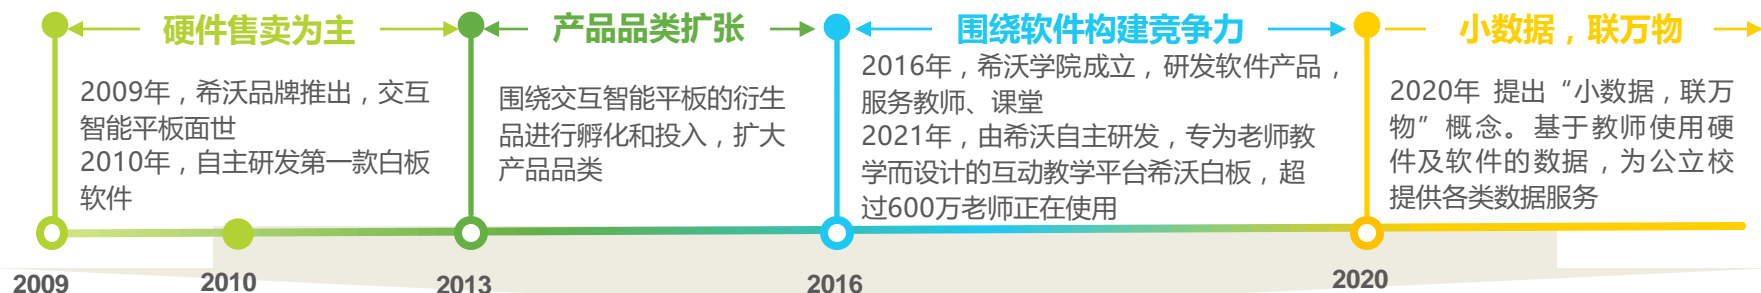 硬件售卖为主
2009年，希沃品牌推出，交互
智能平板面世
2010年，自主研发第一款白板
软件
产品品类扩张
围绕交互智能平板的衍生
品进行孵化和投入，扩大
产品品类
围绕软件构建竞争力
2016年，希沃学院成立，研发软件产品，
服务教师、课堂
2021年，由希沃自主研发，专为老师教
学而设计的互动教学平台希沃白板，超
过600万老师正在使用
小数据，联万物
2020年 提出“小数据，联万
物”概念。基于教师使用硬
件及软件的数据，为公立校
提供各类数据服务
2009
2010
2013
2016
2020